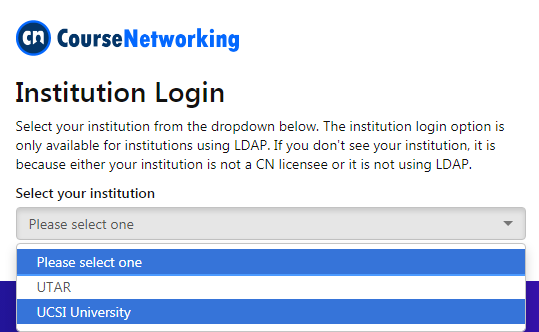 CN CourseNetworking
Institution Login
Select your institution from the dropdown below. The institution login option is
only available for institutions using LDAP. If you don't see your institution, it is
because either your institution is not a CN licensee or it is not using LDAP.
Select your institution
Please select one
Please select one
UTAR
UCSI University